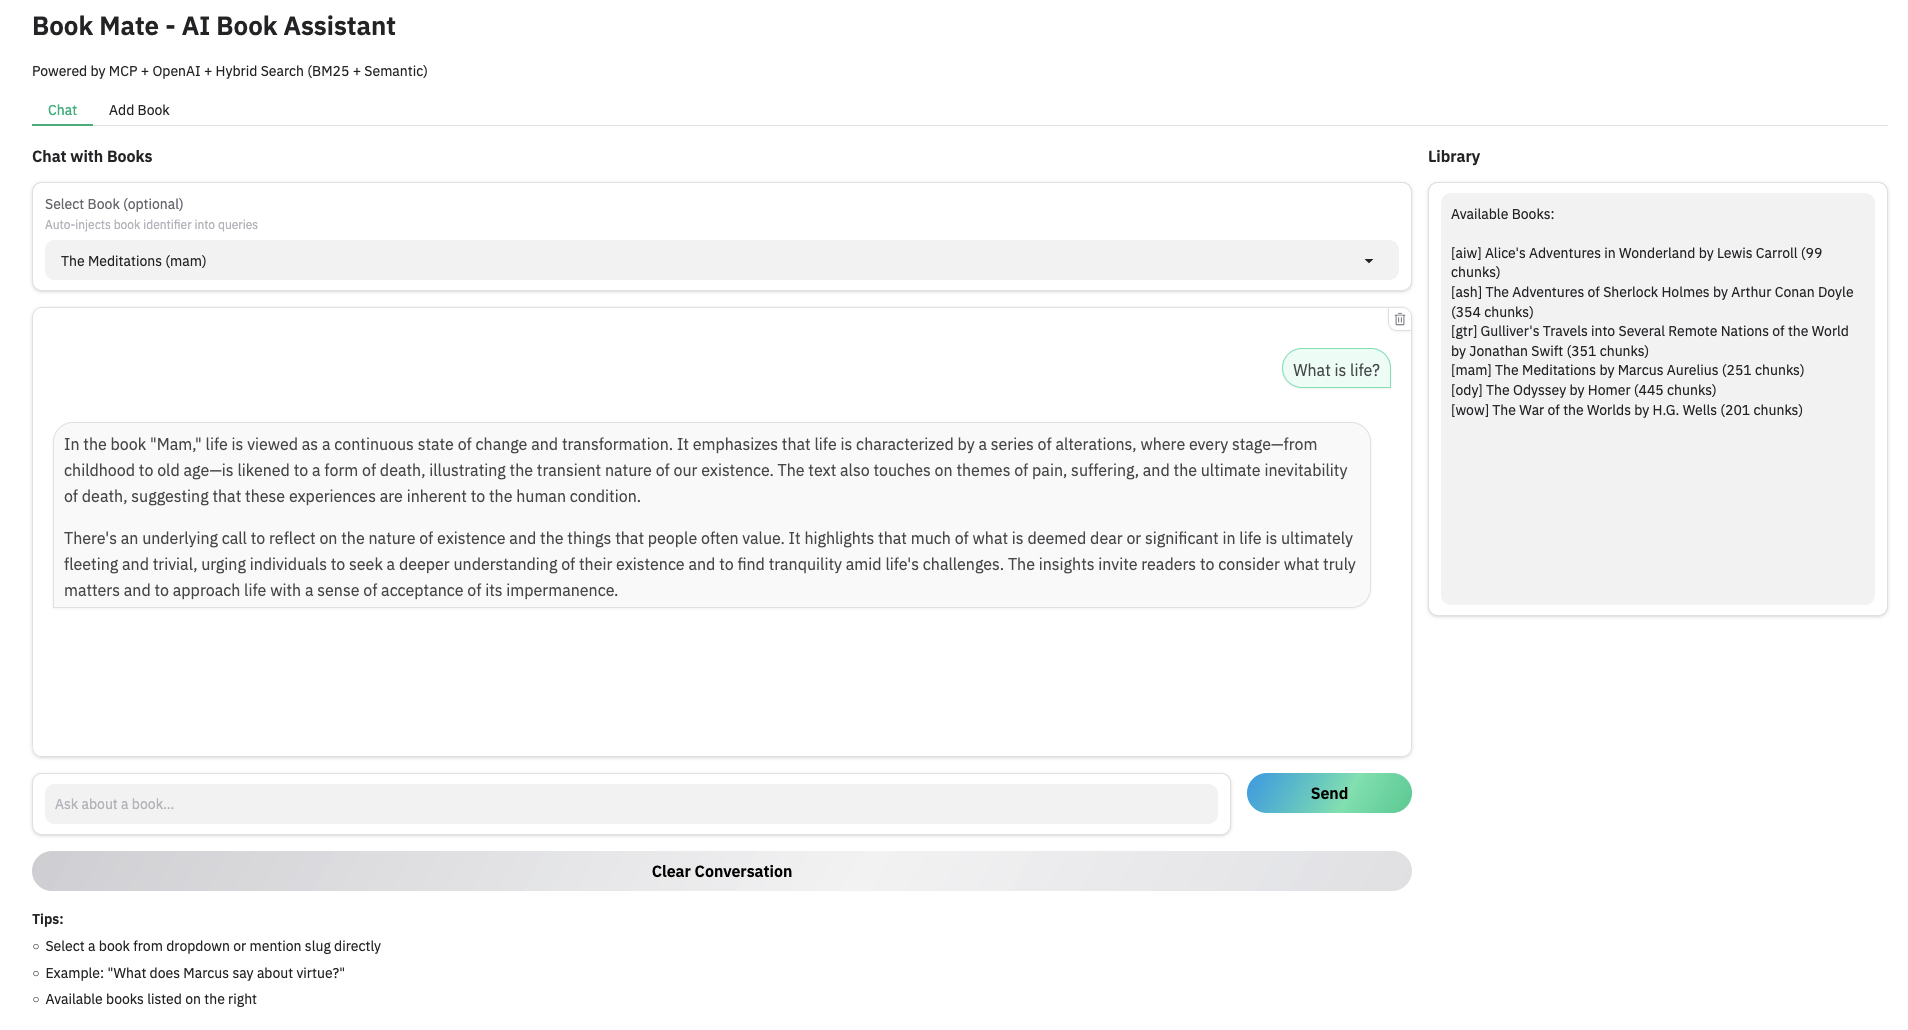 Book Mate - AI Book Assistant
Powered by MCP + OpenAI + Hybrid Search (BM25 + Semantic)
Chat
Add Book
Chat with Books
Select Book (optional)
Auto-injects book identifier into queries
The Meditations (mam)
What is life?
In the book "Mam," life is viewed as a continuous state of change and transformation. It emphasizes that life is characterized by a series of alterations, where every stage—from
childhood to old age—is likened to a form of death, illustrating the transient nature of our existence. The text also touches on themes of pain, suffering, and the ultimate inevitability
of death, suggesting that these experiences are inherent to the human condition.
There's an underlying call to reflect on the nature of existence and the things that people often value. It highlights that much of what is deemed dear or significant in life is ultimately
fleeting and trivial, urging individuals to seek a deeper understanding of their existence and to find tranquility amid life's challenges. The insights invite readers to consider what truly
matters and to approach life with a sense of acceptance of its impermanence.
Ask about a book...
Send
Clear Conversation
Tips:
Select a book from dropdown or mention slug directly
Example: "What does Marcus say about virtue?"
Available books listed on the right
Library
Available Books:
[aiw] Alice's Adventures in Wonderland by Lewis Carroll (99
chunks)
[ash] The Adventures of Sherlock Holmes by Arthur Conan Doyle
(354 chunks)
[gtr] Gulliver's Travels into Several Remote Nations of the World
by Jonathan Swift (351 chunks)
[mam] The Meditations by Marcus Aurelius (251 chunks)
[ody] The Odyssey by Homer (445 chunks)
[wow] The War of the Worlds by H.G. Wells (201 chunks)